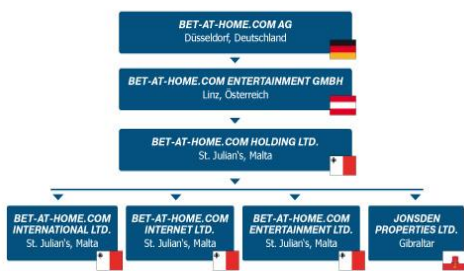 BET-AT-HOME.COM AG
Düsseldorf, Deutschland
BET-AT-HOME.COM ENTERTAINMENT GMBH
Linz, Österreich
BET-AT-HOME.COM HOLDING LTD.
St. Julian's, Malta
BET-AT-HOME.COM
INTERNATIONAL LTD.
St. Julian's, Malta
BET-AT-HOME.COM
INTERNET LTD.
St. Julian's, Malta
BET-AT-HOME.COM
ENTERTAINMENT LTD.
St. Julian's, Malta
JONSDEN
PROPERTIES LTD.
Gibraltar